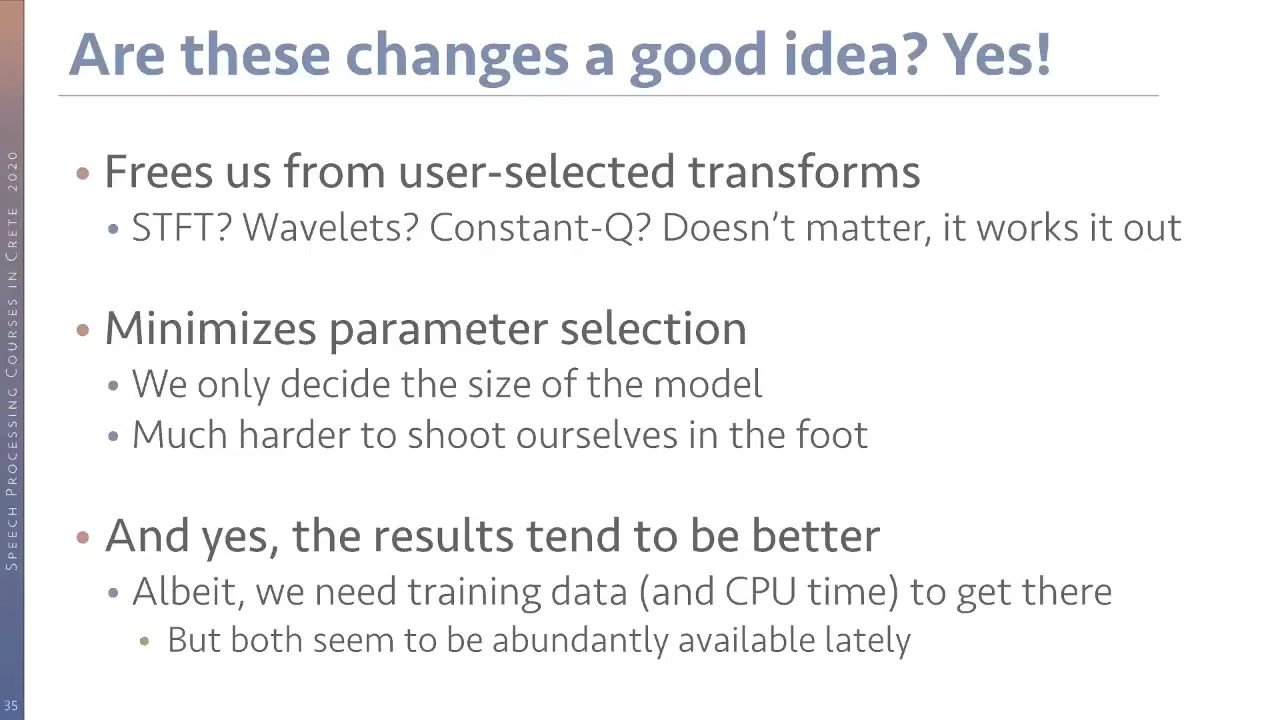 Are these changes a good idea? Yes!
• Frees us from user-selected transforms
• STFT? Wavelets? Constant-Q? Doesn’t matter, it works it out
• Minimizes parameter selection
• We only decide the size of the model
• Much harder to shoot ourselves in the foot
• And yes, the results tend to be better
• Albeit, we need training data (and CPU time) to get there
• But both seem to be abundantly available lately
Speech Processing Courses in Crete 2020
35